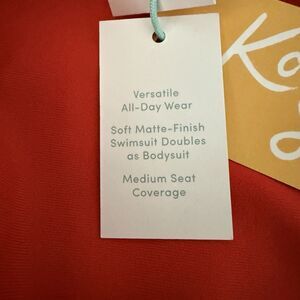 Versatile
All-Day Wear
Soft Matte-Finish
Swimsuit Doubles
as Bodysuit
Medium Seat
Coverage